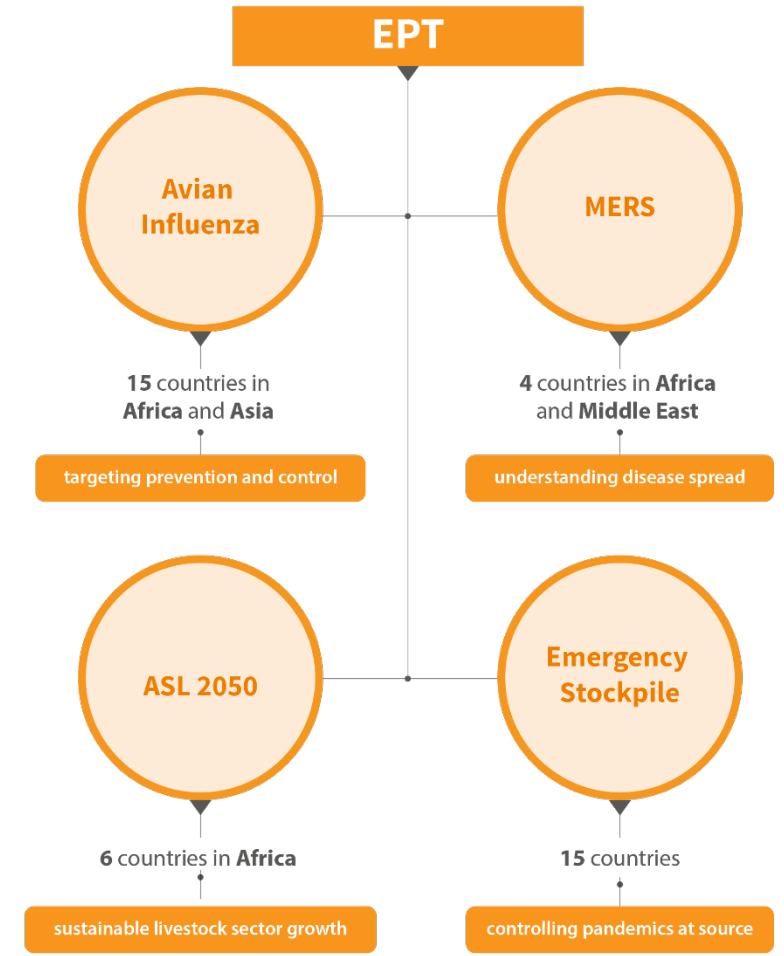 EPT
Avian
Influenza
15 countries in
Africa and Asia
targeting prevention and control
MERS
4 countries in Africa
and Middle East
understanding disease spread
ASL 2050
6 countries in Africa
sustainable livestock sector growth
Emergency
Stockpile
15 countries
controlling pandemics at source